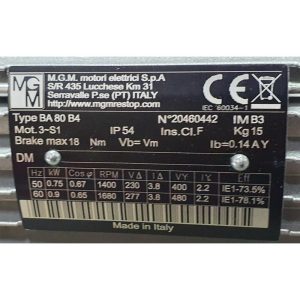 MGM
M.G.M. motori elettrici S.p.A
S/R 435 Lucchese Km 31
Serravalle P.se (PT) ITALY
http://www.mgmrestop.com
CE
IEC 60034-1
Type BA 80 B4 N°20460442 IM B3
Mot.3~S1 IP 54 Ins.Cl.F Kg 15
Brake max 18 Nm Vb= Vm Ib=0.14 A Y
DM
Hz kW Cosφ RPM V Δ I Δ V Y I Y Eff
50 0.75 0.67 1400 230 3.8 400 2.2 IE1-73.5%
60 0.9 0.65 1680 277 3.8 480 2.2 IE1-78.1%
Made in Italy